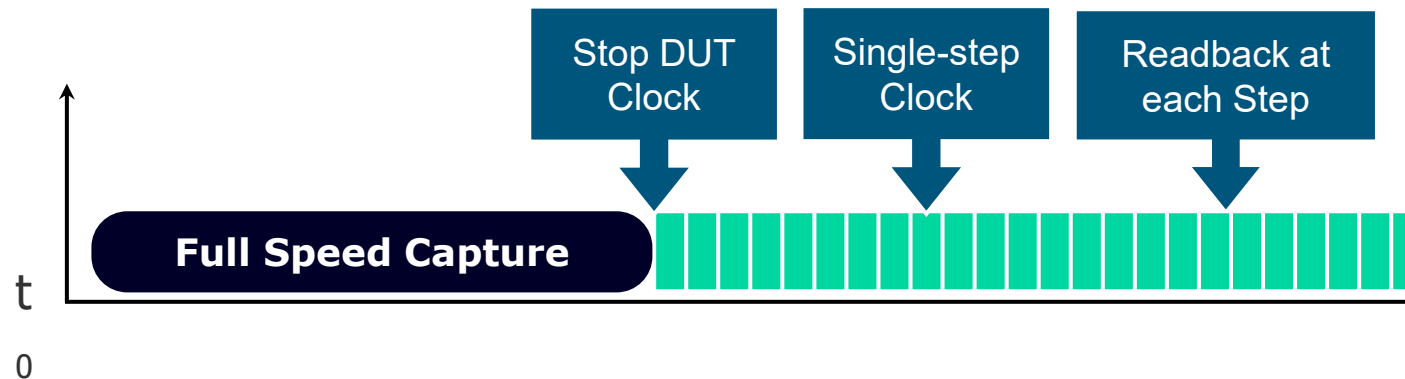 Stop DUT
Clock
Single-step
Clock
Readback at
each Step
Full Speed Capture
t
0